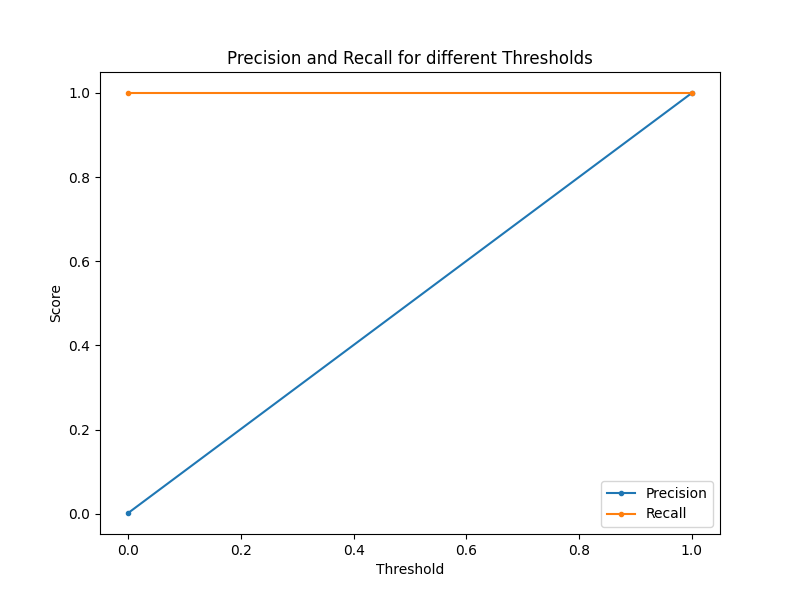 Precision and Recall for different Thresholds
1.0
0.8
0.6
0.4
0.2
0.0
Score
0.0 0.2 0.4 0.6 0.8 1.0
Threshold
Precision
Recall